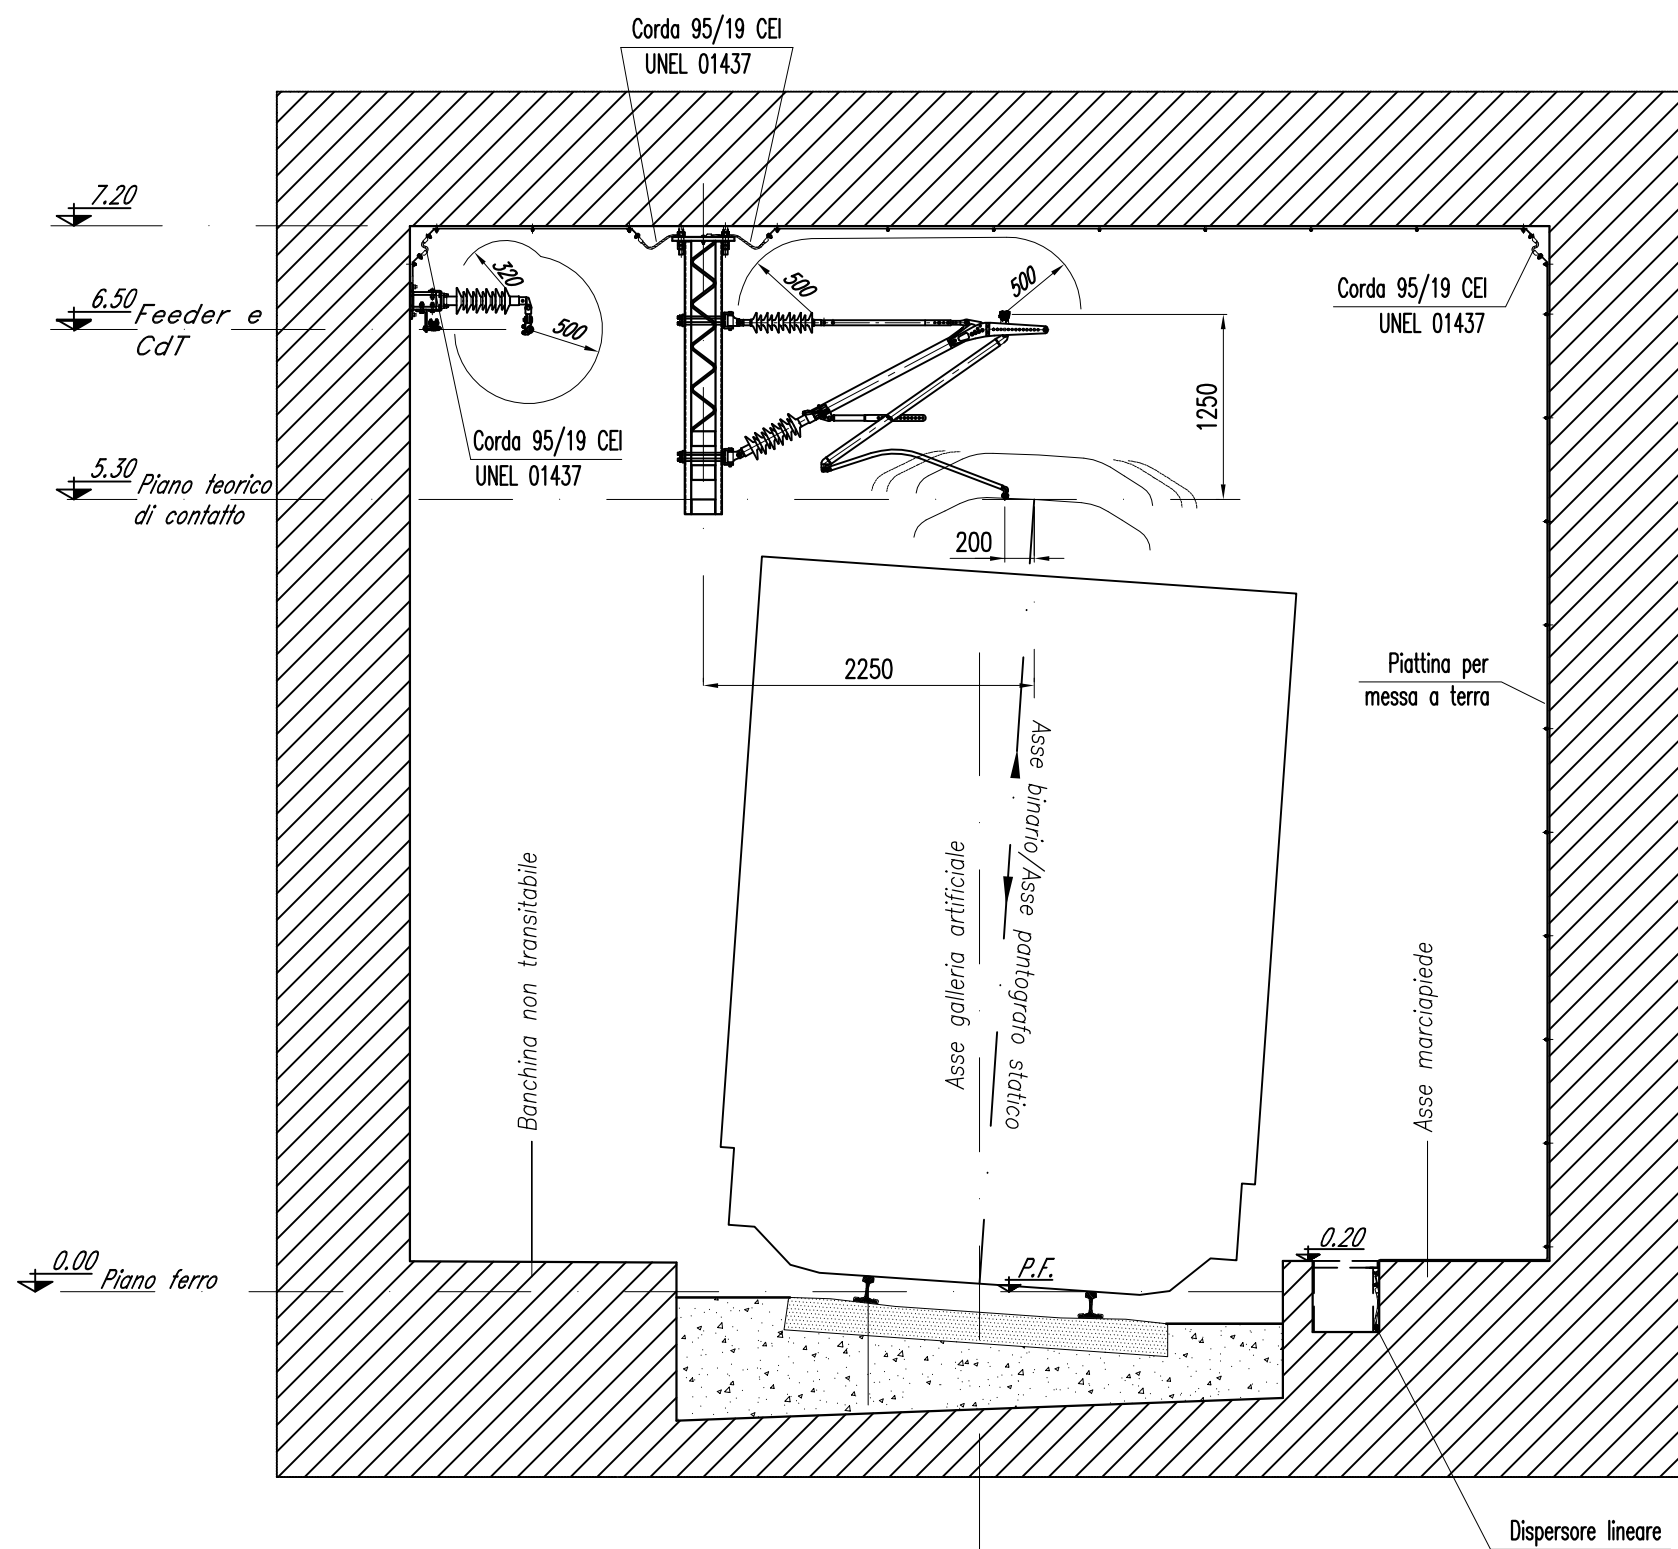 Corda 95/19 CEI
UNEL 01437
7.20
320
500
500
500
6.50 Feeder e
CdT
Corda 95/19 CEI
UNEL 01437
1250
Corda 95/19 CEI
UNEL 01437
5.30 Piano teorico
di contatto
200
2250
Piattina per
messa a terra
Asse binario/Asse pantografo statico
Asse galleria artificiale
Banchina non transitabile
Asse marciapiede
0.20
0.00 Piano ferro
P.F.
Dispersore lineare